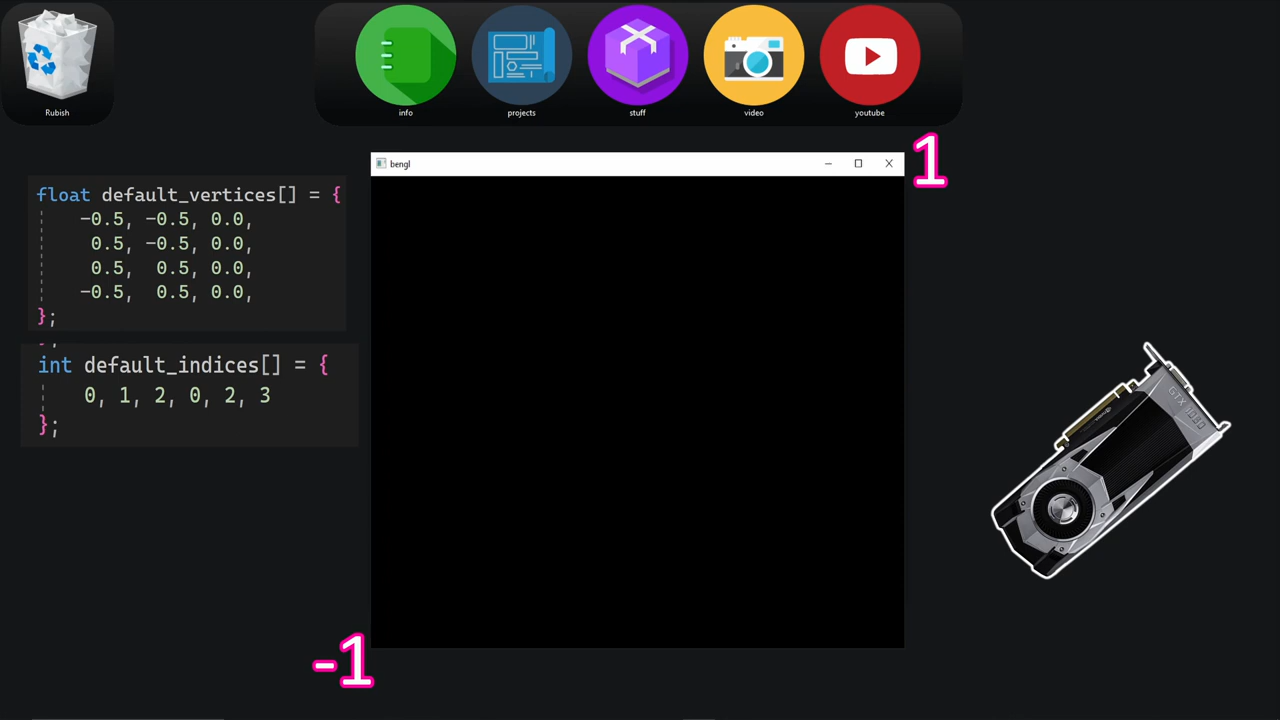 Rubish
info
projects
stuff
video
youtube
bengl
1
float default_vertices[] = {
-0.5, -0.5, 0.0,
0.5, -0.5, 0.0,
0.5, 0.5, 0.0,
-0.5, 0.5, 0.0,
};
int default_indices[] = {
0, 1, 2, 0, 2, 3
};
GTX 1080
-1